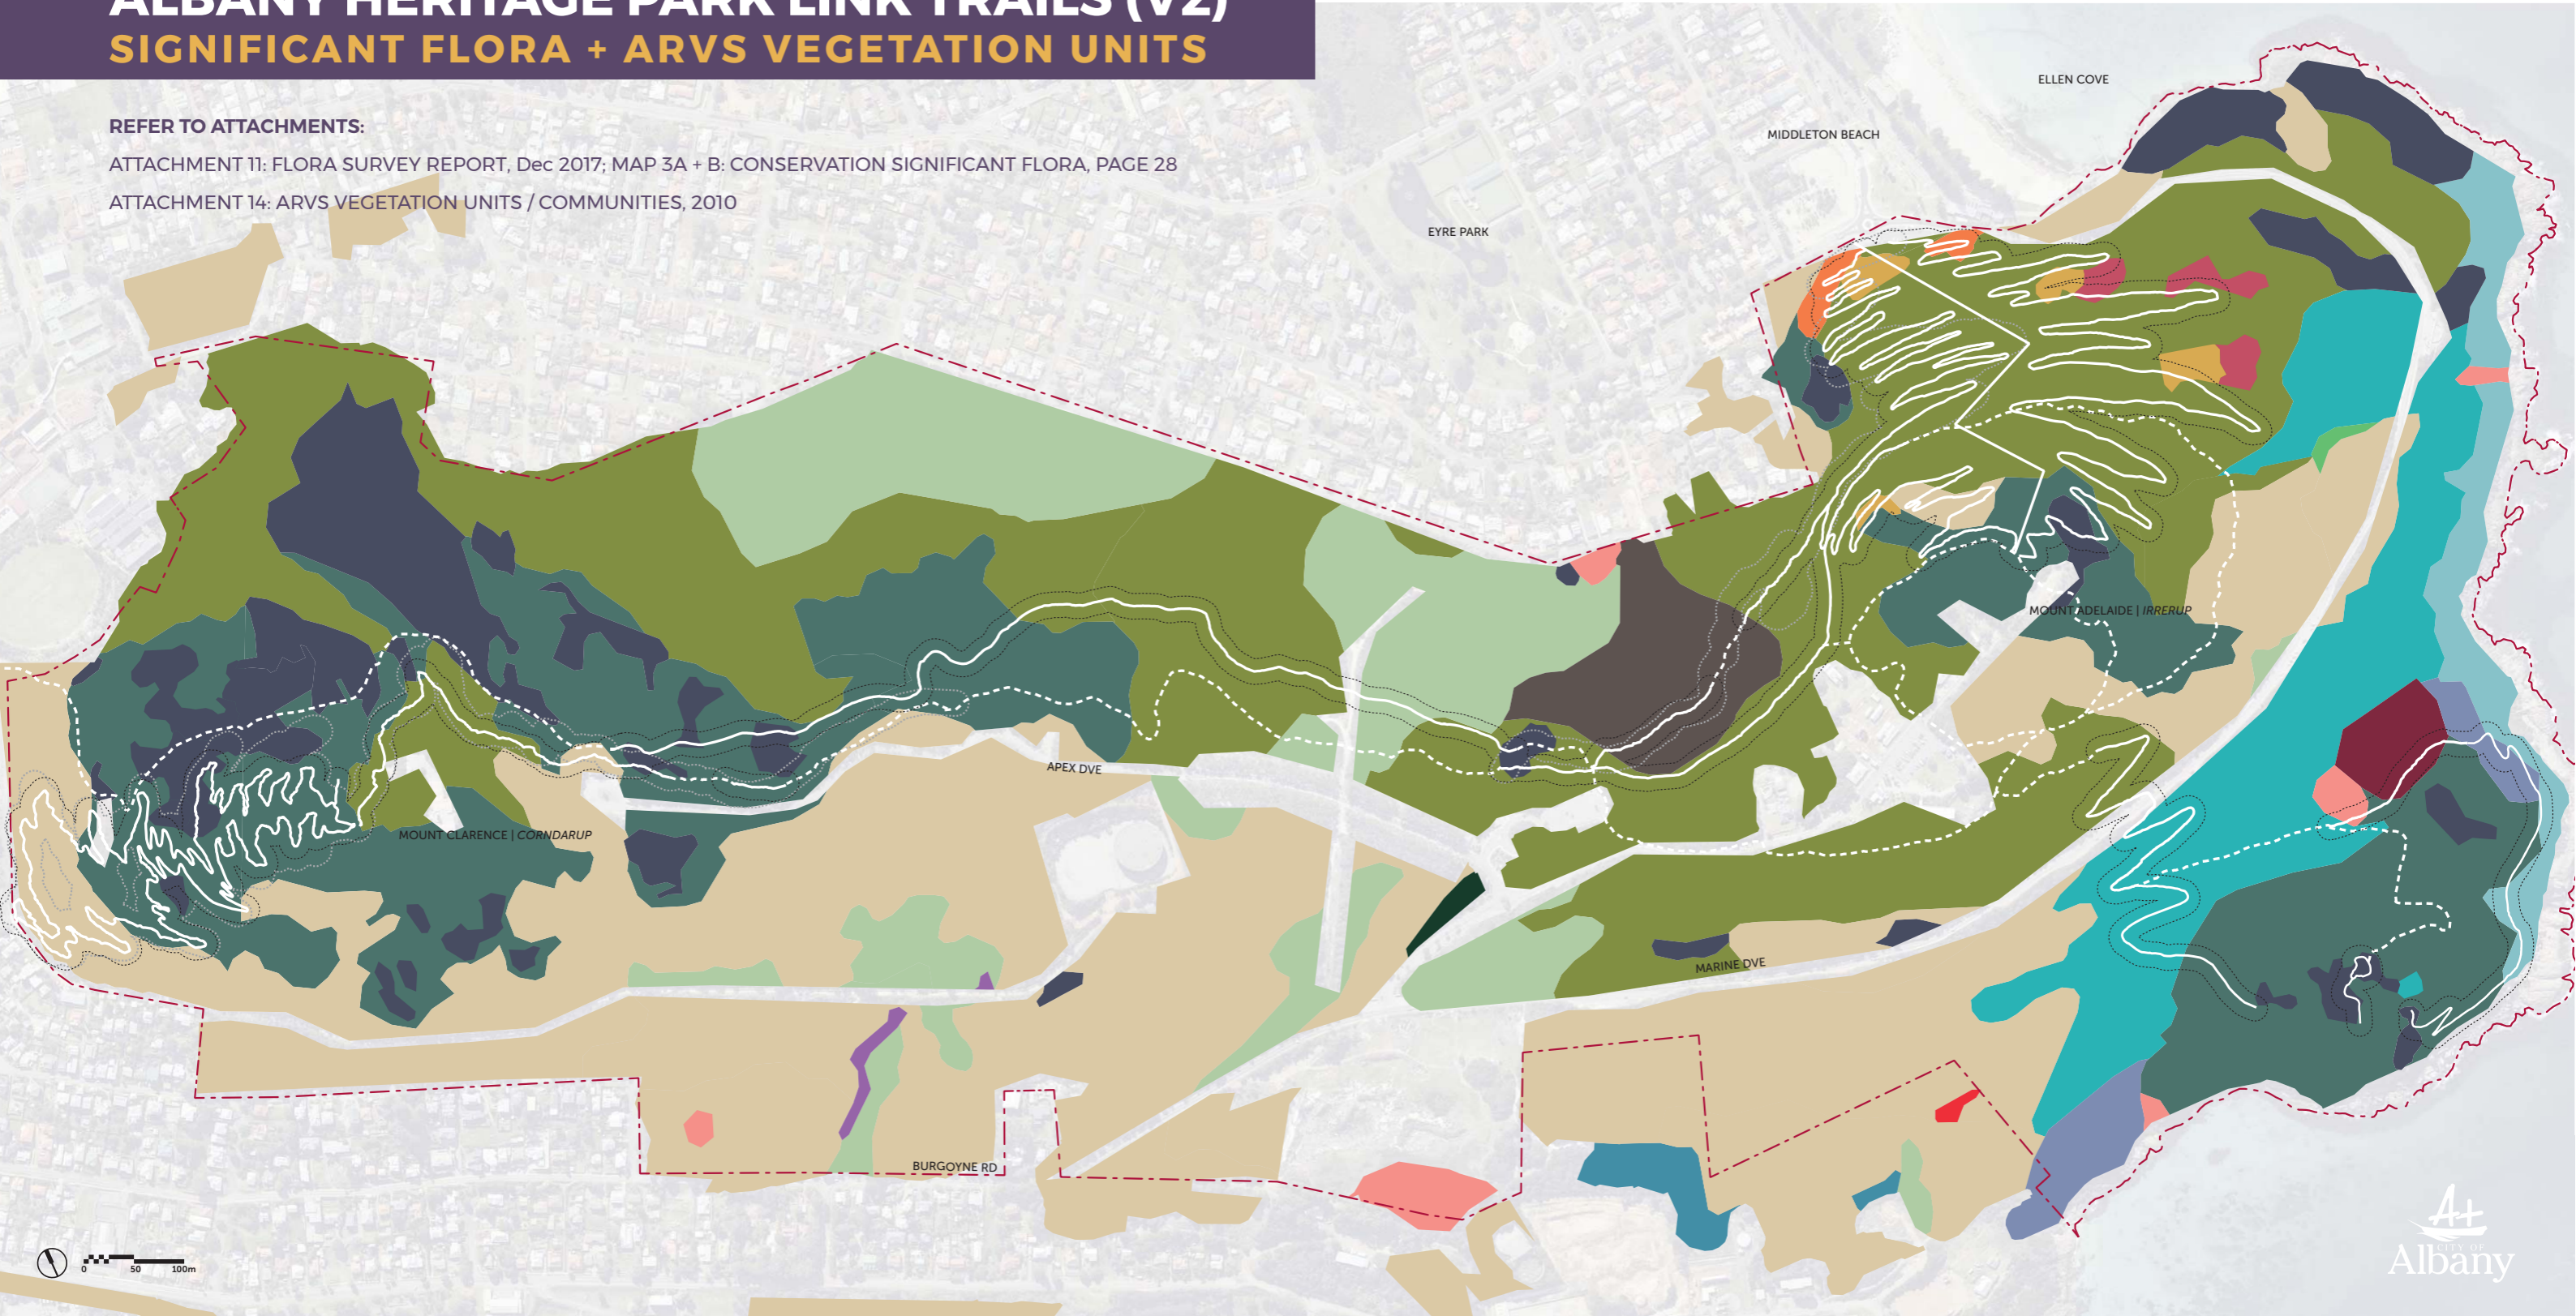 ALBANY HERITAGE PARK LINK TRAILS (V2)
SIGNIFICANT FLORA + ARVS VEGETATION UNITS
REFER TO ATTACHMENTS:
ATTACHMENT 11: FLORA SURVEY REPORT, Dec 2017; MAP 3A + B: CONSERVATION SIGNIFICANT FLORA, PAGE 28
ATTACHMENT 14: ARVS VEGETATION UNITS / COMMUNITIES, 2010
ELLEN COVE
MIDDLETON BEACH
EYRE PARK
MOUNT ADELAIDE | IRRERUP
APEX DVE
MOUNT CLARENCE | CORNDARUP
MARINE DVE
BURGOYNE RD
0 50 100m
A+
CITY OF
Albany